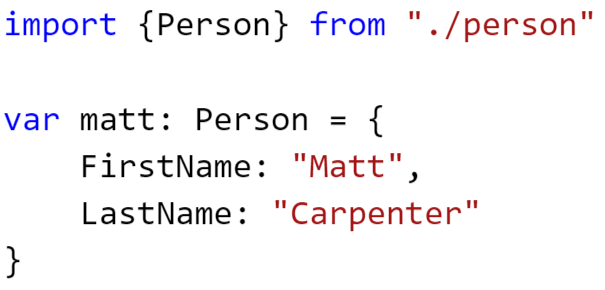 import {Person} from "./person"
var matt: Person = {
FirstName: "Matt",
LastName: "Carpenter"
}